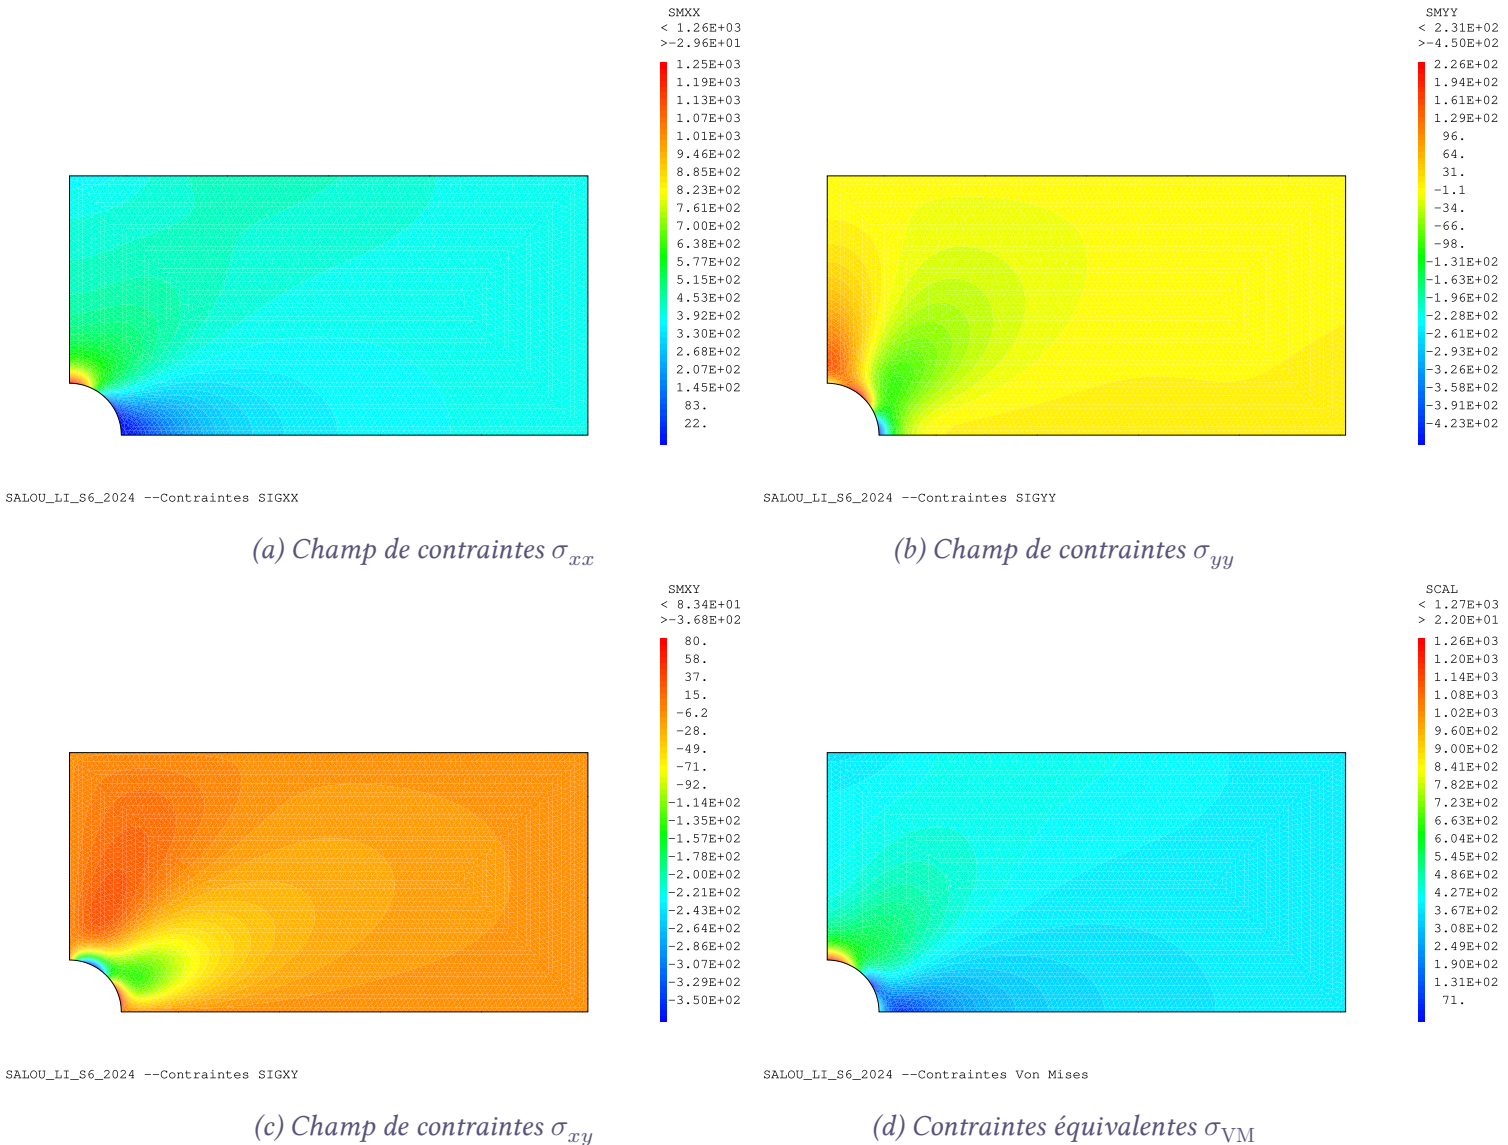 SMXX
< 1.26E+03
>-2.96E+01
1.25E+03
1.19E+03
1.13E+03
1.07E+03
1.01E+03
9.46E+02
8.85E+02
8.23E+02
7.61E+02
7.00E+02
6.38E+02
5.77E+02
5.15E+02
4.53E+02
3.92E+02
3.30E+02
2.68E+02
2.07E+02
1.45E+02
83.
22.
SALOU_LI_S6_2024 --Contraintes SIGXX
(a) Champ de contraintes σxx
SMYY
< 2.31E+02
>-4.50E+02
2.26E+02
1.94E+02
1.61E+02
1.29E+02
96.
64.
31.
-1.1
-34.
-66.
-98.
-1.31E+02
-1.63E+02
-1.96E+02
-2.28E+02
-2.61E+02
-2.93E+02
-3.26E+02
-3.58E+02
-3.91E+02
-4.23E+02
SALOU_LI_S6_2024 --Contraintes SIGYY
(b) Champ de contraintes σyy
SMXY
< 8.34E+01
>-3.68E+02
80.
58.
37.
15.
-6.2
-28.
-49.
-71.
-92.
-1.14E+02
-1.35E+02
-1.57E+02
-1.78E+02
-2.00E+02
-2.21E+02
-2.43E+02
-2.64E+02
-2.86E+02
-3.07E+02
-3.29E+02
-3.50E+02
SALOU_LI_S6_2024 --Contraintes SIGXY
(c) Champ de contraintes σxy
SCAL
< 1.27E+03
> 2.20E+01
1.26E+03
1.20E+03
1.14E+03
1.08E+03
1.02E+03
9.60E+02
9.00E+02
8.41E+02
7.82E+02
7.23E+02
6.63E+02
6.04E+02
5.45E+02
4.86E+02
4.27E+02
3.67E+02
3.08E+02
2.49E+02
1.90E+02
1.31E+02
71.
SALOU_LI_S6_2024 --Contraintes Von Mises
(d) Contraintes équivalentes σVM